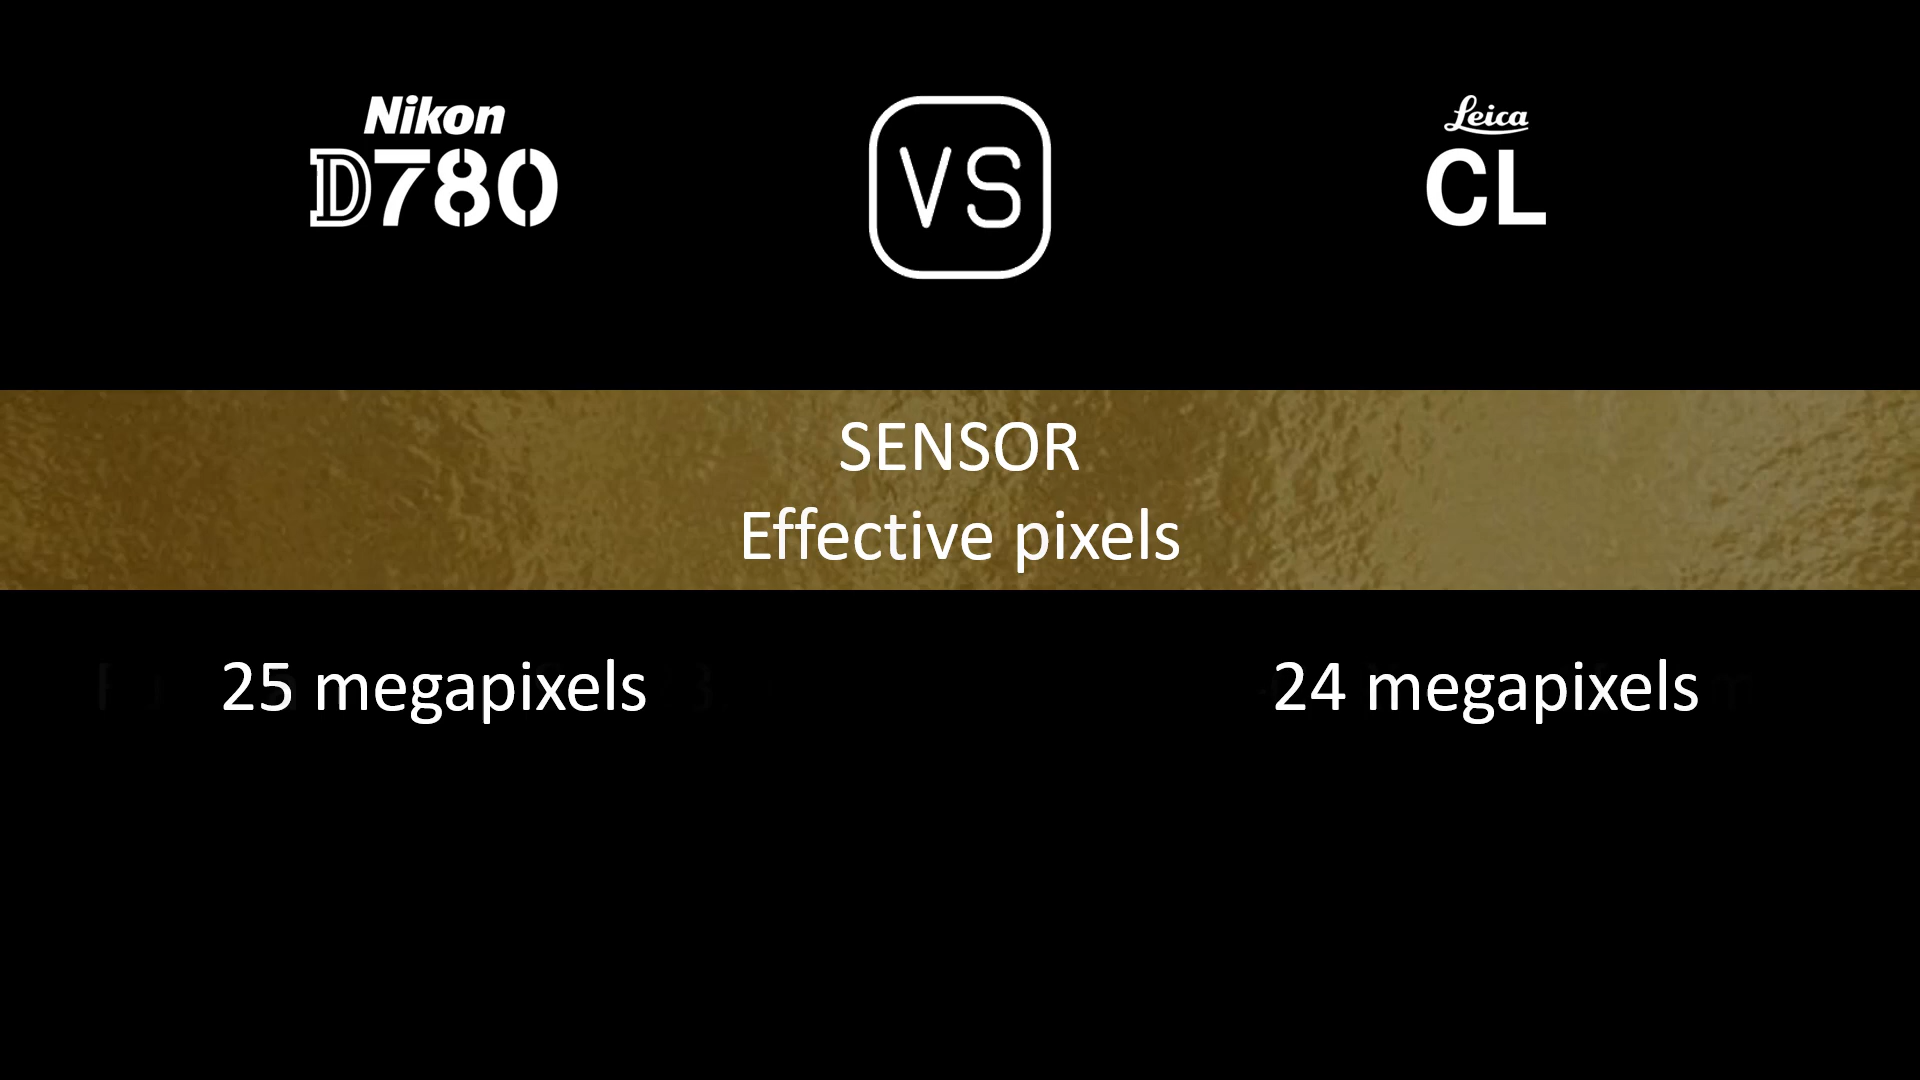 Nikon
D780
VS
Leica
CL
SENSOR
Effective pixels
25 megapixels
24 megapixels